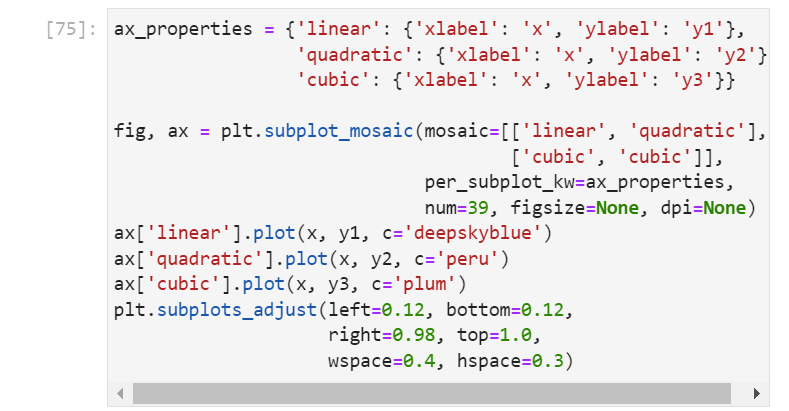 [75]: ax_properties = {'linear': {'xlabel': 'x', 'ylabel': 'y1'},
'quadratic': {'xlabel': 'x', 'ylabel': 'y2'}
'cubic': {'xlabel': 'x', 'ylabel': 'y3'}}
fig, ax = plt.subplot_mosaic(mosaic=[['linear', 'quadratic'],
['cubic', 'cubic']],
per_subplot_kw=ax_properties,
num=39, figsize=None, dpi=None)
ax['linear'].plot(x, y1, c='deepskyblue')
ax['quadratic'].plot(x, y2, c='peru')
ax['cubic'].plot(x, y3, c='plum')
plt.subplots_adjust(left=0.12, bottom=0.12,
right=0.98, top=1.0,
wspace=0.4, hspace=0.3)